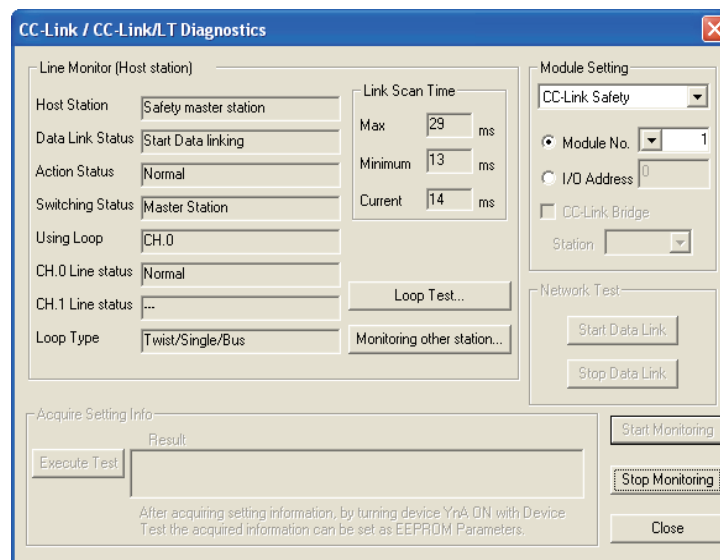 CC-Link / CC-Link/LT Diagnostics
Line Monitor (Host station)
Host Station
Safety master station
Data Link Status
Start Data linking
Action Status
Normal
Switching Status
Master Station
Using Loop
CH.0
CH.0 Line status
Normal
CH.1 Line status
---
Loop Type
Twist/Single/Bus
Link Scan Time
Max
29
ms
Minimum
13
ms
Current
14
ms
Loop Test...
Monitoring other station...
Module Setting
CC-Link Safety
Module No.
1
I/O Address
0
CC-Link Bridge
Station
Network Test
Start Data Link
Stop Data Link
Acquire Setting Info
Result
Execute Test
After acquiring setting information, by turning device YnA ON with Device
Test the acquired information can be set as EEPROM Parameters.
Start Monitoring
Stop Monitoring
Close